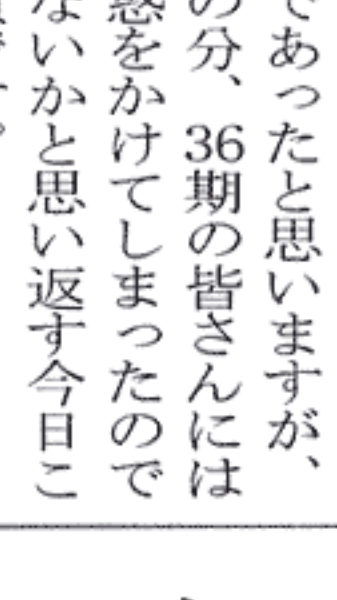 であったと思いますが、
の分、36期の皆さんには
惑をかけてしまったので
ないかと思い返す今日こ
す。